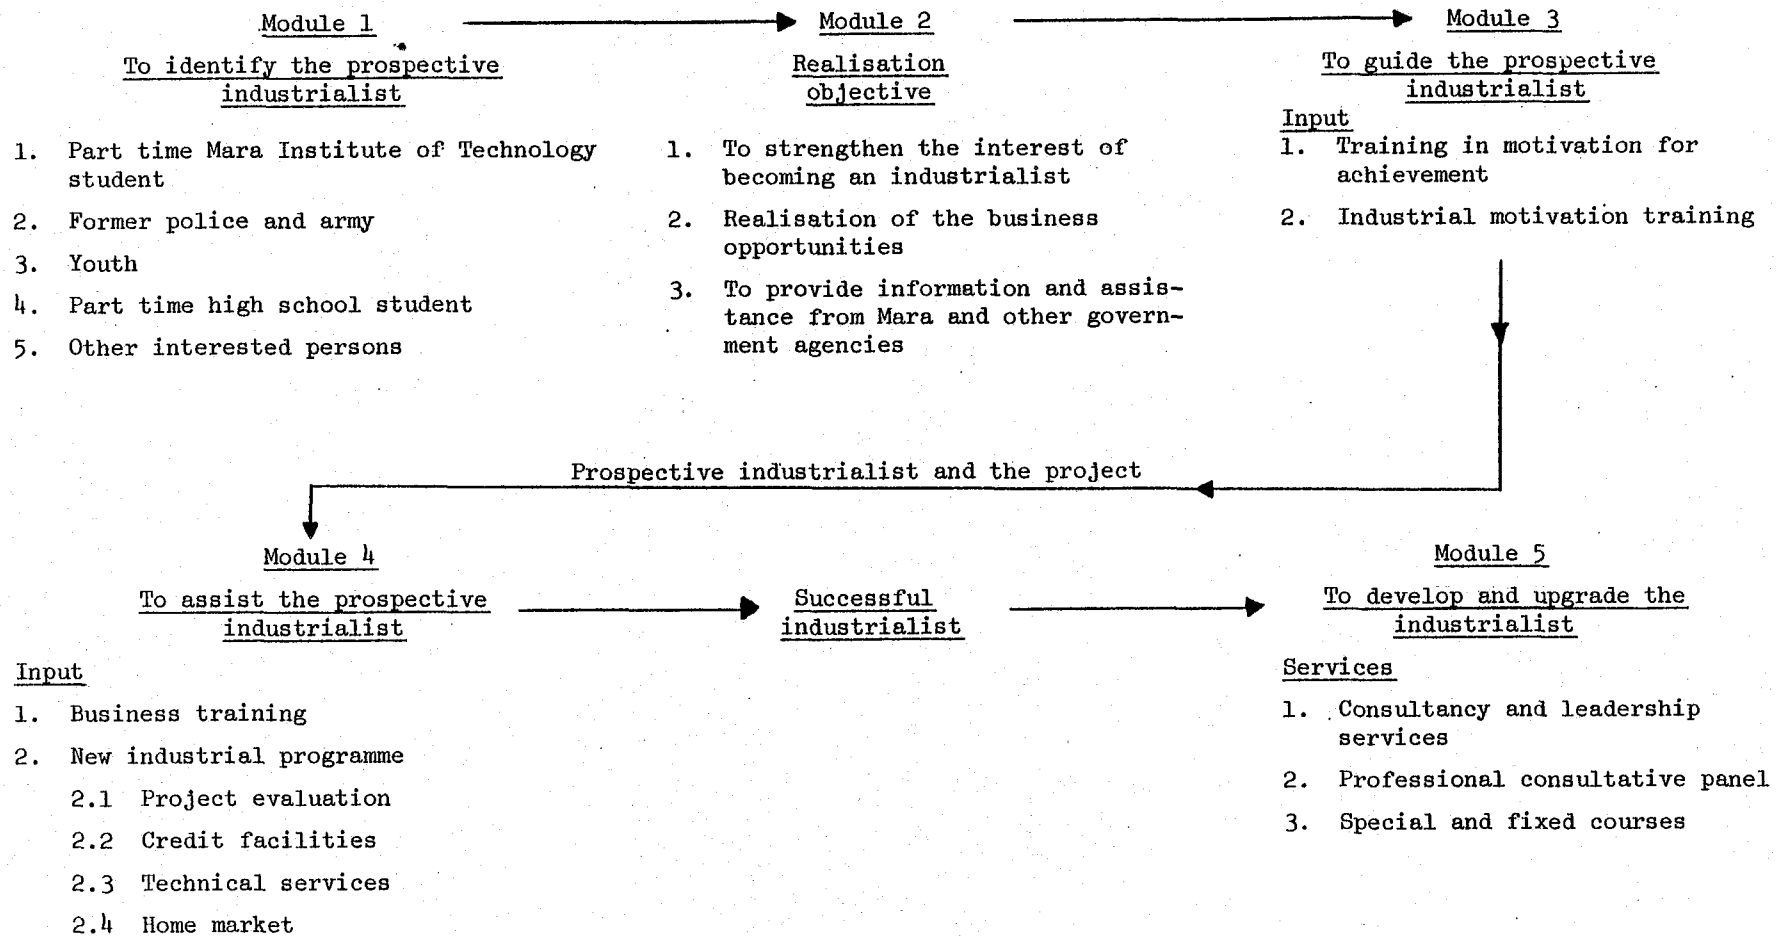 Module 1
To identify the prospective
industrialist
1. Part time Mara Institute of Technology
student
2. Former police and army
3. Youth
4. Part time high school student
5. Other interested persons
Module 2
Realisation
objective
1. To strengthen the interest of
becoming an industrialist
2. Realisation of the business
opportunities
3. To provide information and assis-
tance from Mara and other govern-
ment agencies
Module 3
To guide the prospective
industrialist
Input
1. Training in motivation for
achievement
2. Industrial motivation training
Prospective industrialist and the project
Module 4
To assist the prospective
industrialist
Input
1. Business training
2. New industrial programme
2.1 Project evaluation
2.2 Credit facilities
2.3 Technical services
2.4 Home market
Successful
industrialist
Module 5
To develop and upgrade the
industrialist
Services
1. Consultancy and leadership
services
2. Professional consultative panel
3. Special and fixed courses